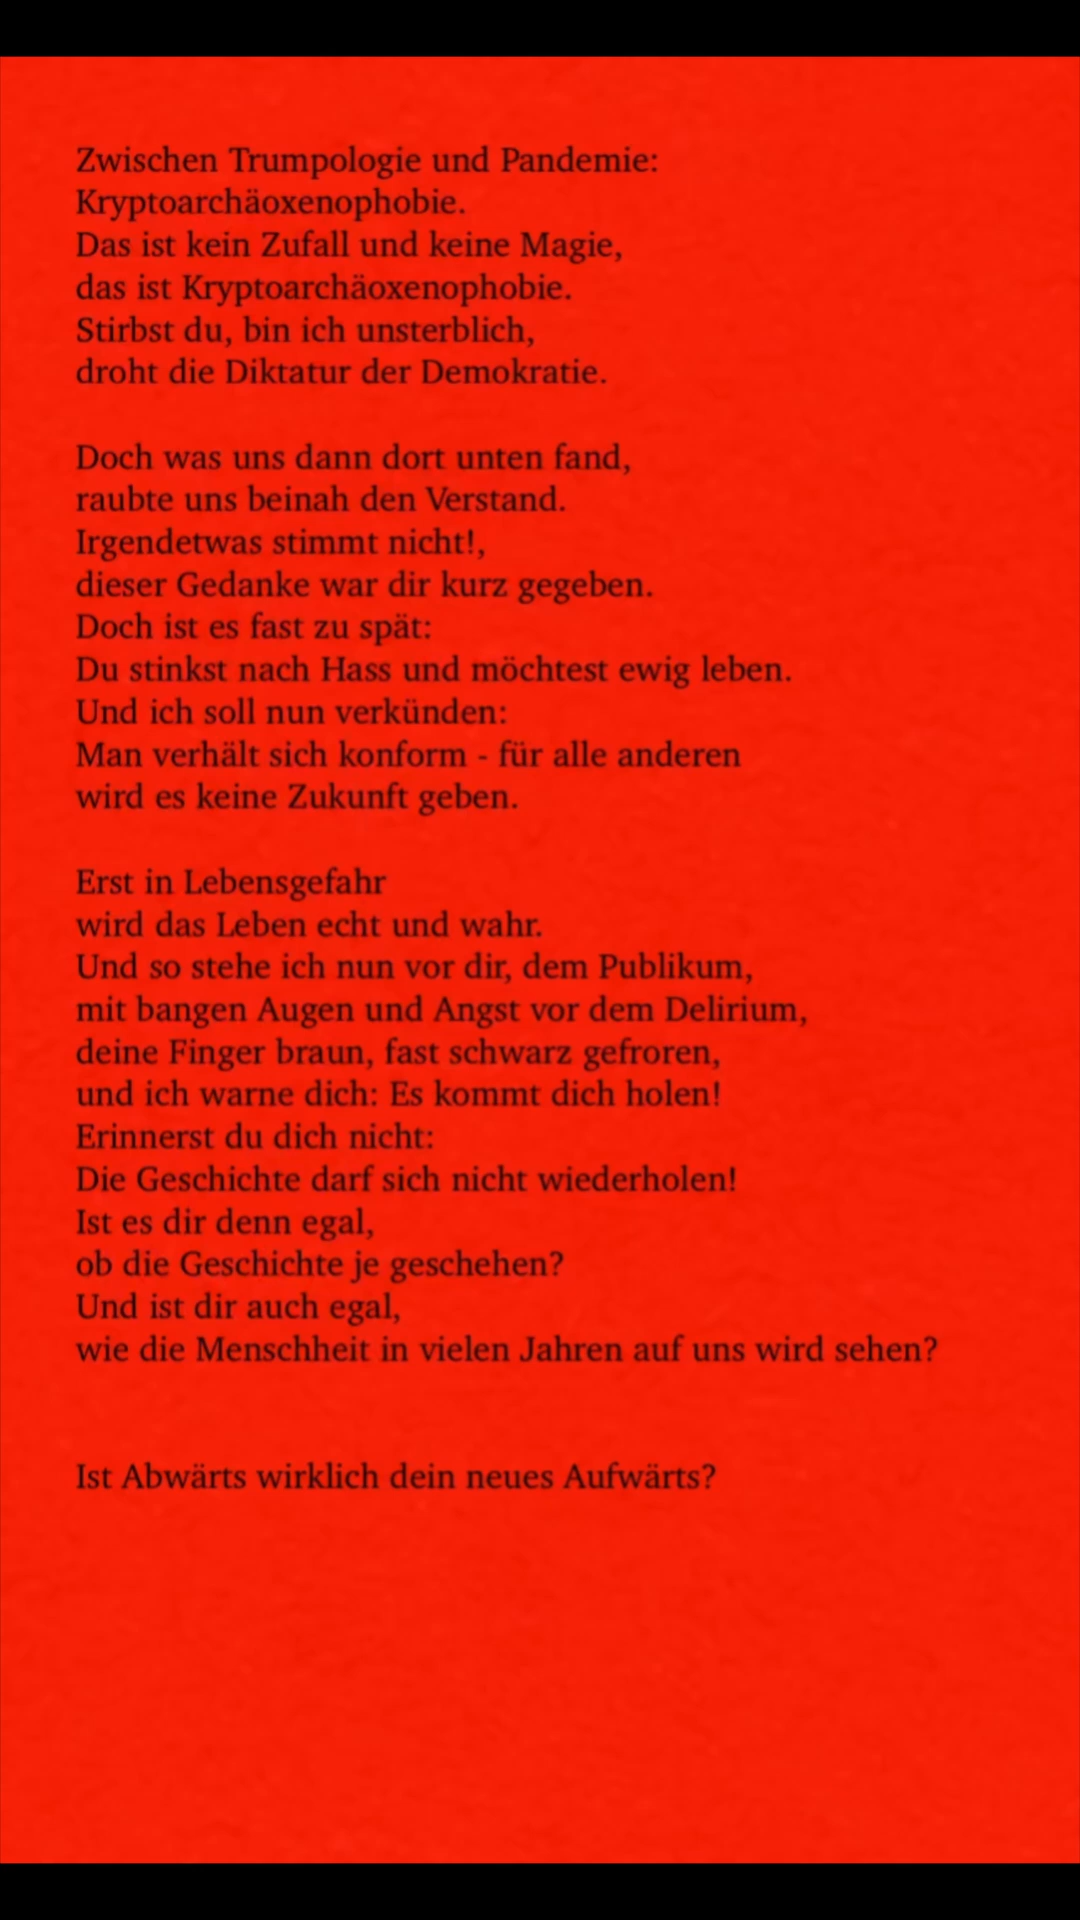 Zwischen Trumpologie und Pandemie:
Kryptoarchäoxenophobie.
Das ist kein Zufall und keine Magie,
das ist Kryptoarchäoxenophobie.
Stirbst du, bin ich unsterblich,
droht die Diktatur der Demokratie.

Doch was uns dann dort unten fand,
raubte uns beinah den Verstand.
Irgendetwas stimmt nicht!,
dieser Gedanke war dir kurz gegeben.
Doch ist es fast zu spät:
Du stinkst nach Hass und möchtest ewig leben.
Und ich soll nun verkünden:
Man verhält sich konform - für alle anderen
wird es keine Zukunft geben.

Erst in Lebensgefahr
wird das Leben echt und wahr.
Und so stehe ich nun vor dir, dem Publikum,
mit bangen Augen und Angst vor dem Delirium,
deine Finger braun, fast schwarz gefroren,
und ich warne dich: Es kommt dich holen!
Erinnerst du dich nicht:
Die Geschichte darf sich nicht wiederholen!
Ist es dir denn egal,
ob die Geschichte je geschehen?
Und ist dir auch egal,
wie die Menschheit in vielen Jahren auf uns wird sehen?

Ist Abwärts wirklich dein neues Aufwärts?